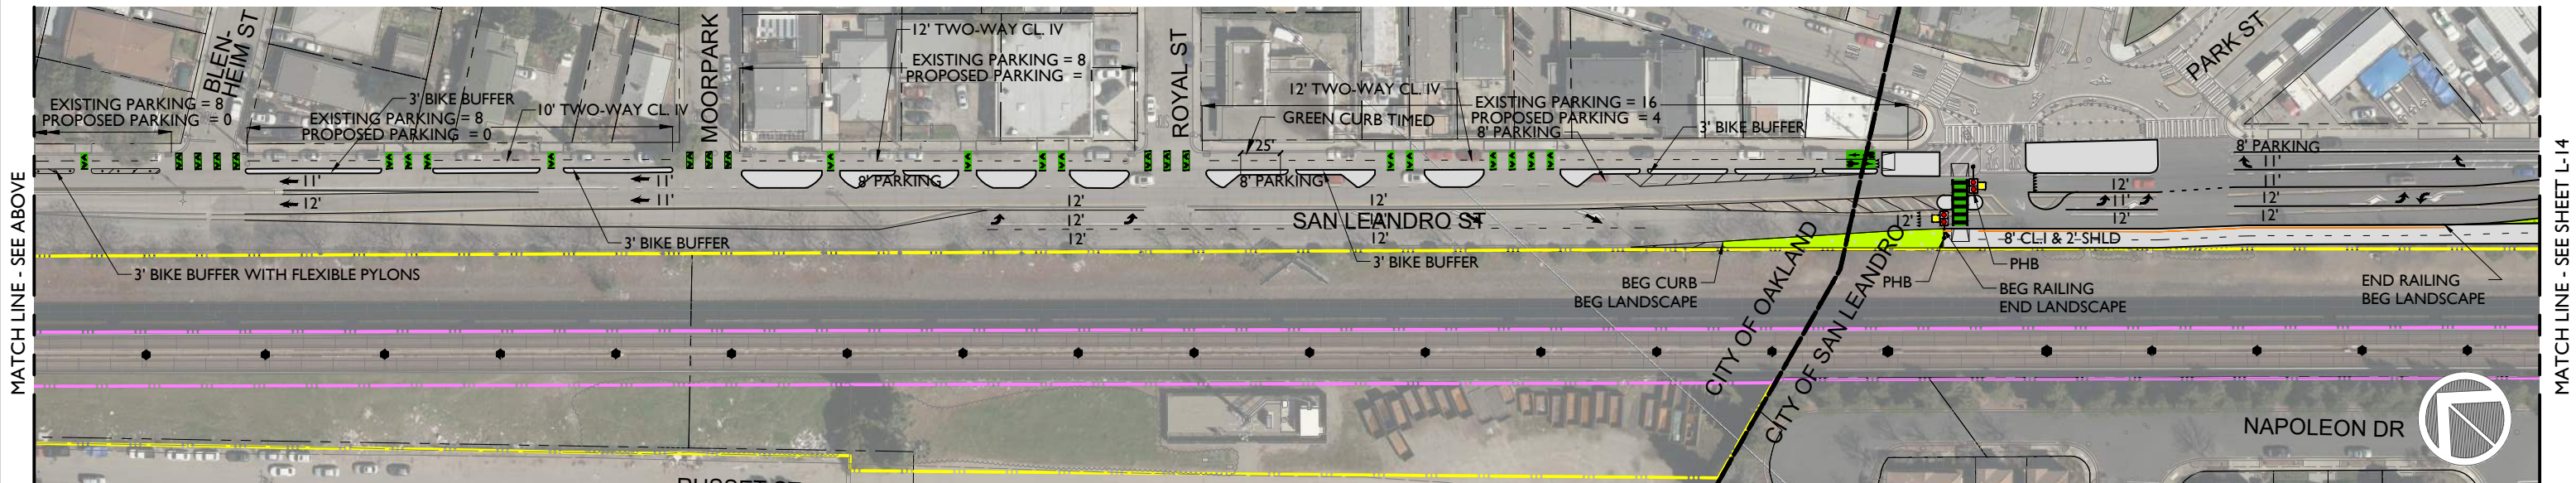 MATCH LINE - SEE ABOVE
BLEN-
HEIM ST
MOORPARK
ROYAL ST
PARK ST
MATCH LINE - SEE SHEET L-14
EXISTING PARKING = 8
PROPOSED PARKING = 0
3' BIKE BUFFER
EXISTING PARKING = 8
PROPOSED PARKING = 0
10' TWO-WAY CL. IV
12' TWO-WAY CL. IV
EXISTING PARKING = 8
PROPOSED PARKING = 1
12' TWO-WAY CL. IV
GREEN CURB TIMED
25'
EXISTING PARKING = 16
PROPOSED PARKING = 4
8' PARKING
3' BIKE BUFFER
8' PARKING
11'
12'
11'
11'
8' PARKING
8' PARKING
12'
12'
12'
12'
12'
12'
SAN LEANDRO ST
12'
12'
11'
12'
11'
11'
12'
12'
3' BIKE BUFFER
3' BIKE BUFFER WITH FLEXIBLE PYLONS
3' BIKE BUFFER
8' CL.I & 2' SHLD
BEG CURB
BEG LANDSCAPE
PHB
PHB
BEG RAILING
END LANDSCAPE
END RAILING
BEG LANDSCAPE
CITY OF OAKLAND
CITY OF SAN LEANDRO
NAPOLEON DR